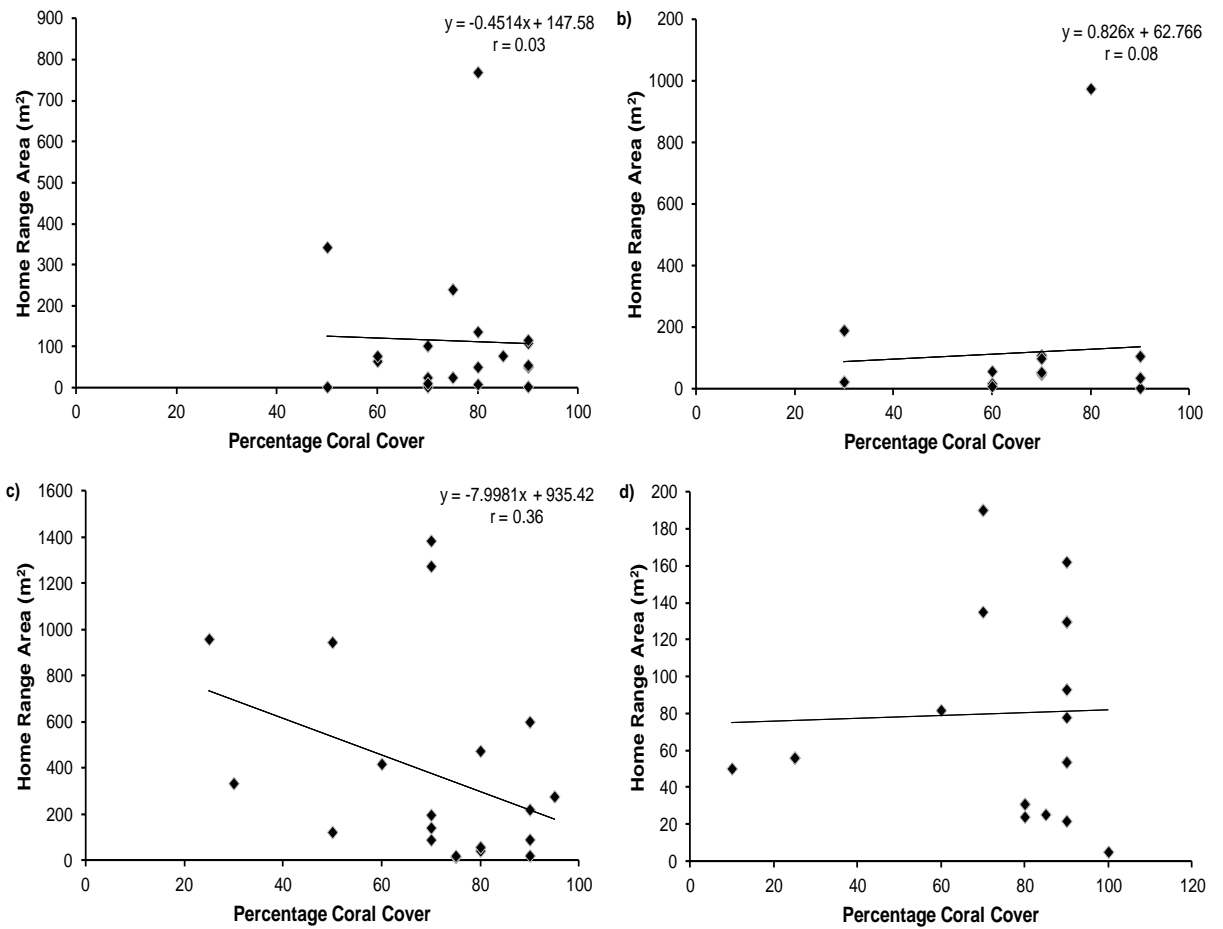 y = -0.4514x + 147.58
r = 0.03
Home Range Area (m²)
900
800
700
600
500
400
300
200
100
0
0 20 40 60 80 100
Percentage Coral Cover
b)
y = 0.826x + 62.766
r = 0.08
Home Range Area (m²)
200
1000
800
600
400
200
0
0 20 40 60 80 100
Percentage Coral Cover
c)
y = -7.9981x + 935.42
r = 0.36
Home Range Area (m²)
1600
1400
1200
1000
800
600
400
200
0
0 20 40 60 80 100
Percentage Coral Cover
d)
Home Range Area (m²)
200
180
160
140
120
100
80
60
40
20
0
0 20 40 60 80 100 120
Percentage Coral Cover